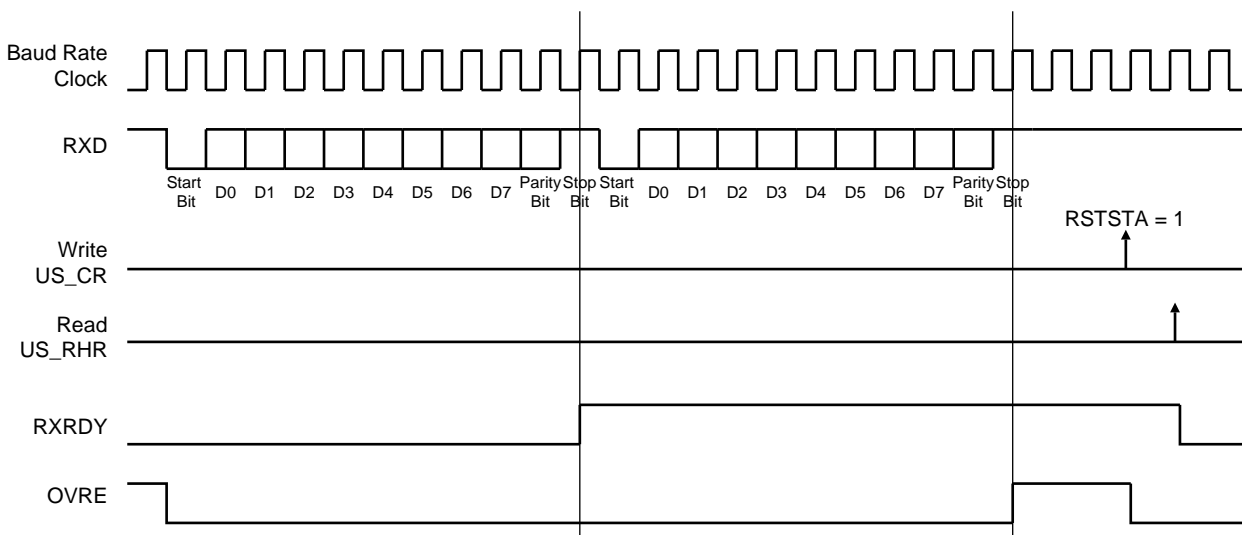 Baud Rate
Clock
RXD
Start
Bit
D0
D1
D2
D3
D4
D5
D6
D7
Parity
Bit
Stop
Bit
Start
Bit
D0
D1
D2
D3
D4
D5
D6
D7
Parity
Bit
Stop
Bit
RSTSTA = 1
Write
US_CR
Read
US_RHR
RXRDY
OVRE